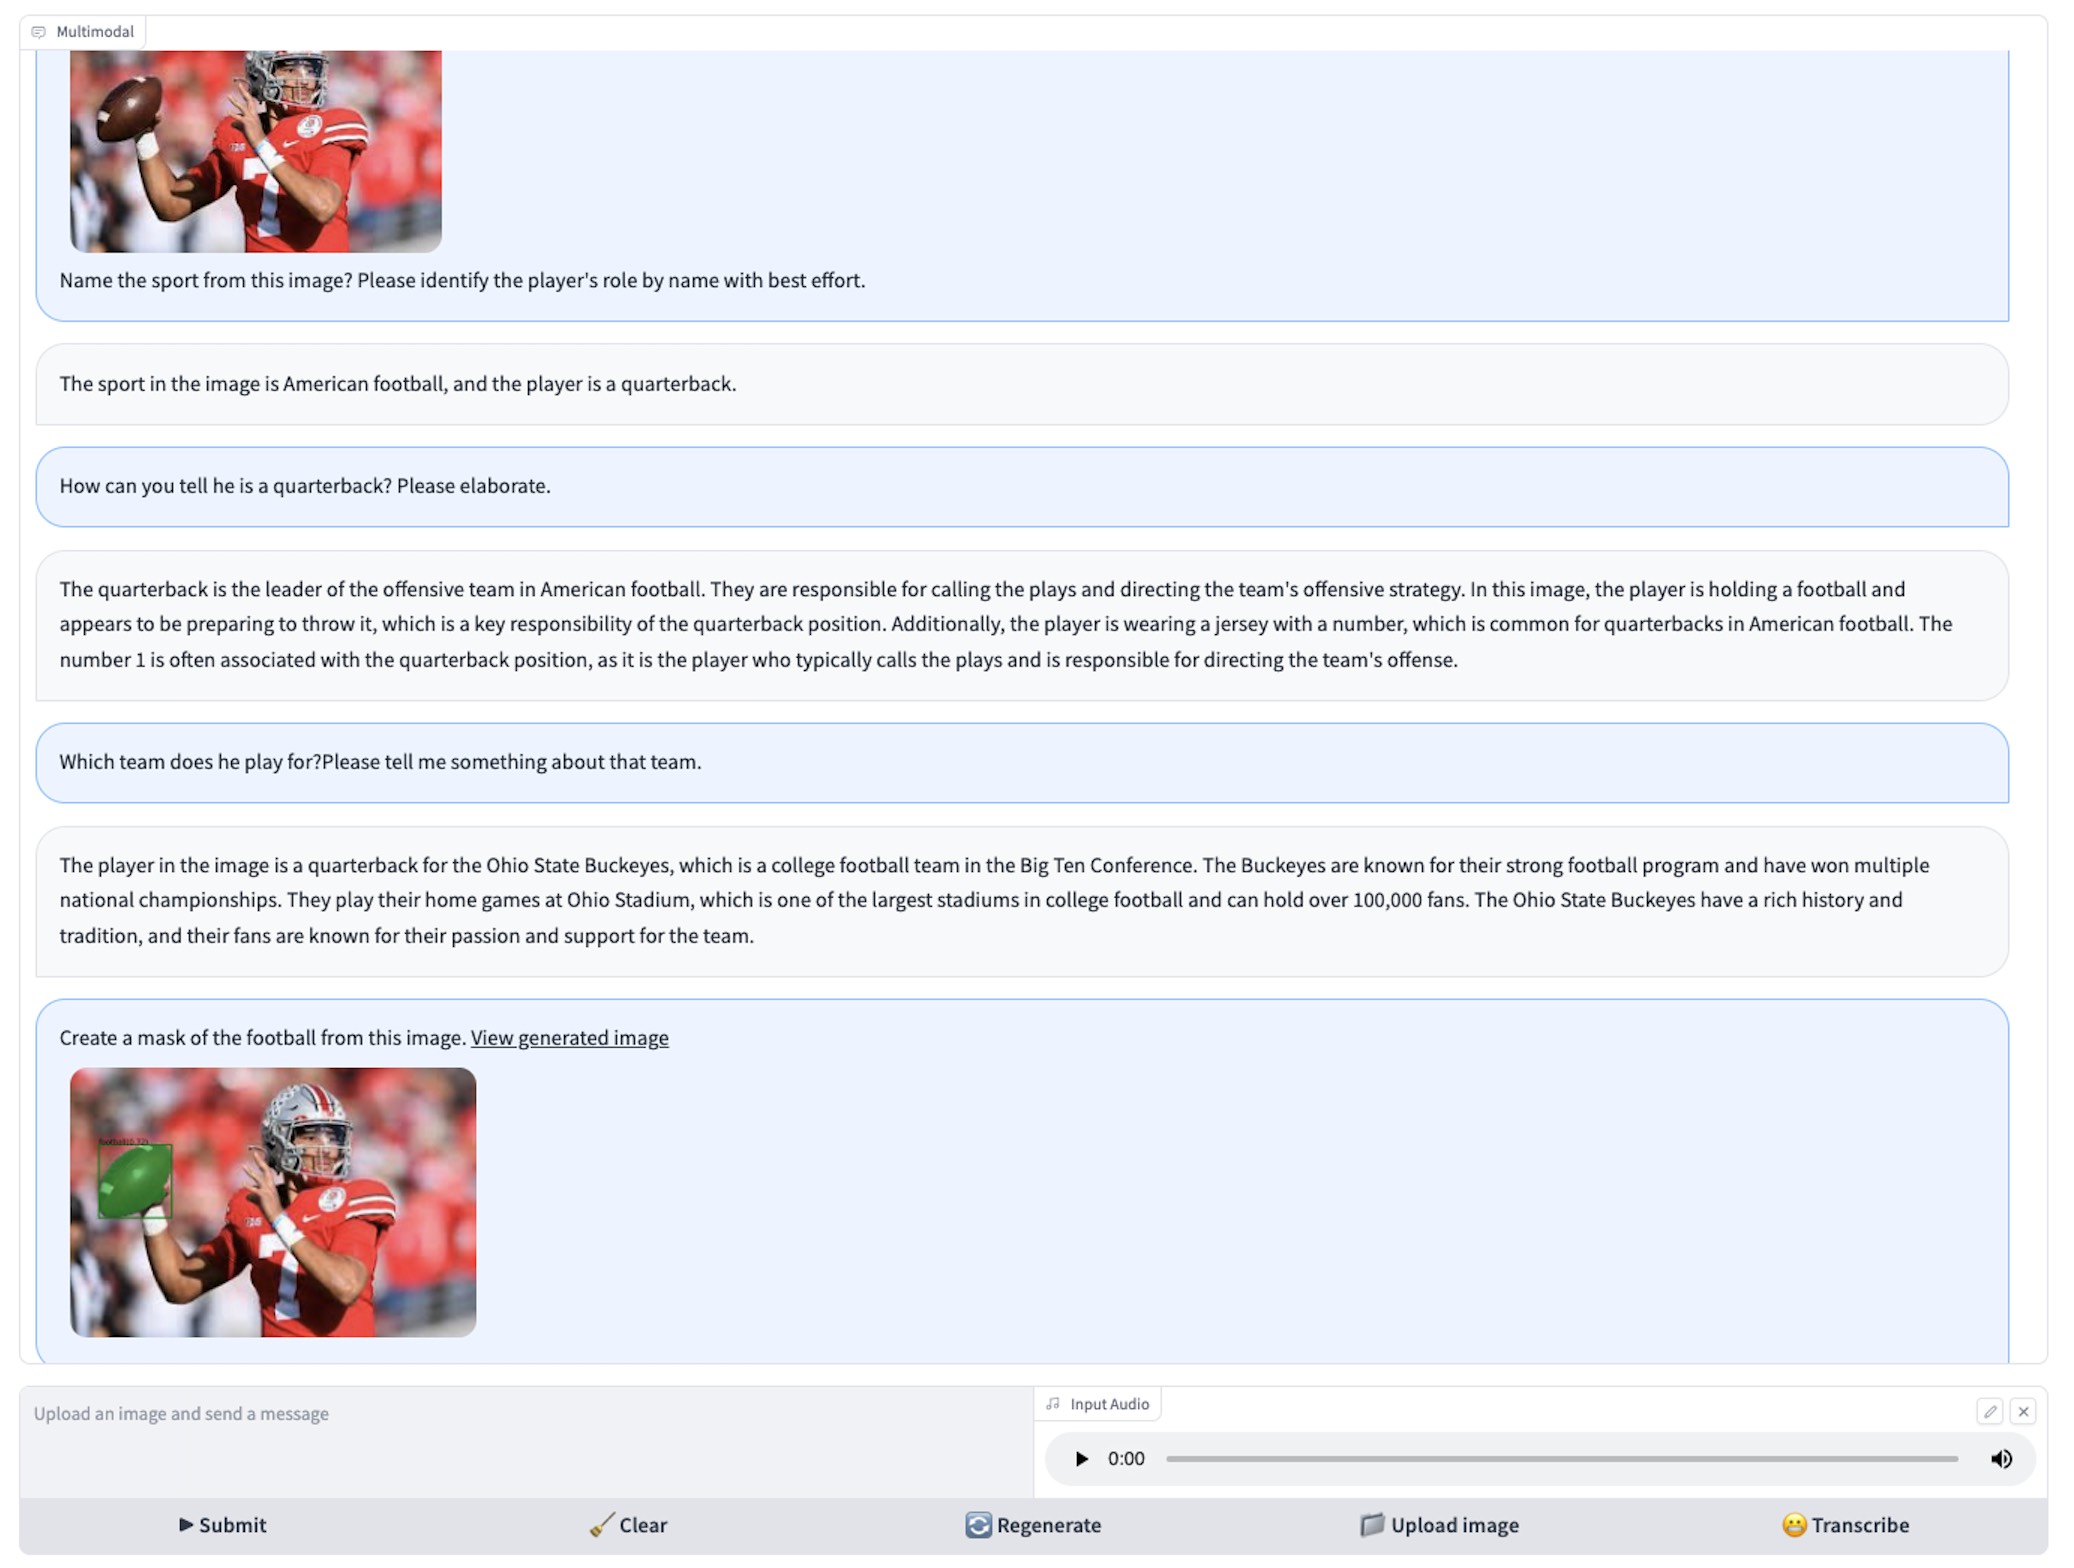 Multimodal
7
Name the sport from this image? Please identify the player's role by name with best effort.
The sport in the image is American football, and the player is a quarterback.
How can you tell he is a quarterback? Please elaborate.
The quarterback is the leader of the offensive team in American football. They are responsible for calling the plays and directing the team's offensive strategy. In this image, the player is holding a football and
appears to be preparing to throw it, which is a key responsibility of the quarterback position. Additionally, the player is wearing a jersey with a number, which is common for quarterbacks in American football. The
number 1 is often associated with the quarterback position, as it is the player who typically calls the plays and is responsible for directing the team's offense.
Which team does he play for?Please tell me something about that team.
The player in the image is a quarterback for the Ohio State Buckeyes, which is a college football team in the Big Ten Conference. The Buckeyes are known for their strong football program and have won multiple
national championships. They play their home games at Ohio Stadium, which is one of the largest stadiums in college football and can hold over 100,000 fans. The Ohio State Buckeyes have a rich history and
tradition, and their fans are known for their passion and support for the team.
Create a mask of the football from this image. View generated image
7
Upload an image and send a message
Input Audio
0:00
Submit Clear Regenerate Upload image Transcribe